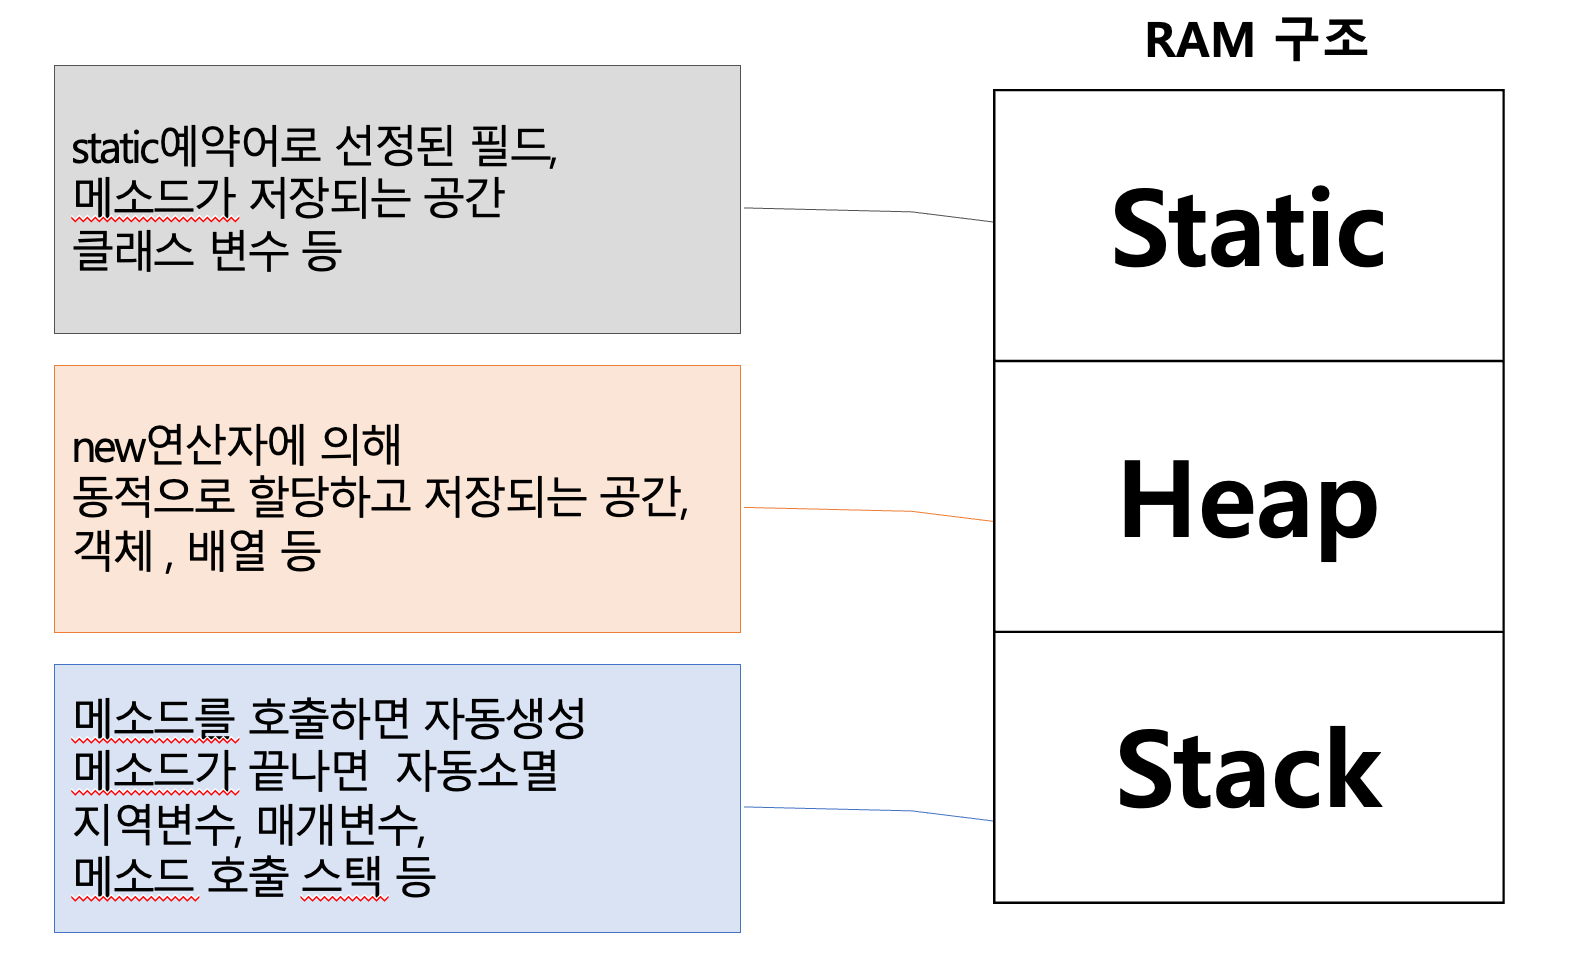 RAM 구조
static예약어로 선정된 필드,
메소드가 저장되는 공간
클래스 변수 등
Static
new연산자에 의해
동적으로 할당하고 저장되는 공간,
객체 , 배열 등
Heap
메소드를 호출하면 자동생성
메소드가 끝나면  자동소멸
지역변수, 매개변수,
메소드 호출 스택 등
Stack